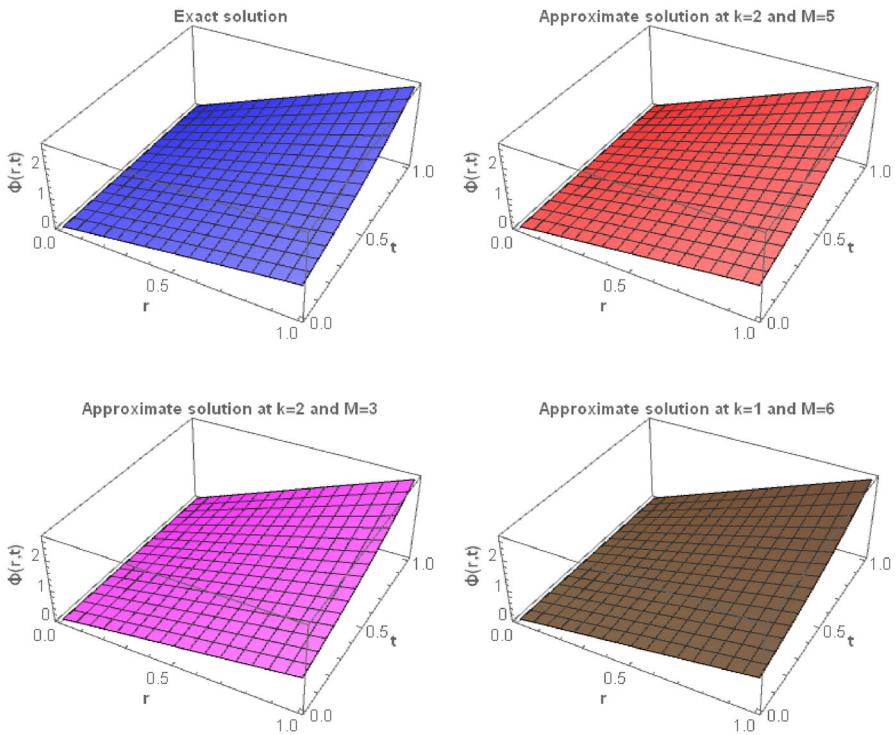 Exact solution
Approximate solution at k=2 and M=5
Φ(r,t)
2
1
0
0.0
0.5
r
1.0
0.0
0.5
t
1.0
Φ(r,t)
2
1
0
0.0
0.5
r
1.0
0.0
0.5
t
1.0
Approximate solution at k=2 and M=3
Approximate solution at k=1 and M=6
Φ(r,t)
2
1
0
0.0
0.5
r
1.0
0.0
0.5
t
1.0
Φ(r,t)
2
1
0
0.0
0.5
r
1.0
0.0
0.5
t
1.0